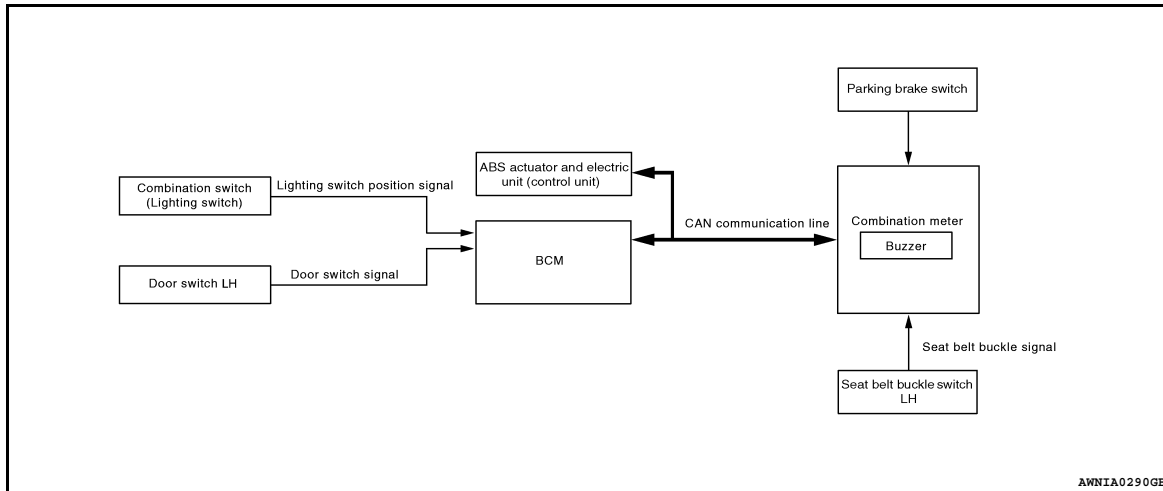 Parking brake switch
ABS actuator and electric
unit (control unit)
Combination switch
(Lighting switch)
Lighting switch position signal
CAN communication line
Combination meter
Buzzer
BCM
Door switch LH
Door switch signal
Seat belt buckle signal
Seat belt buckle switch
LH